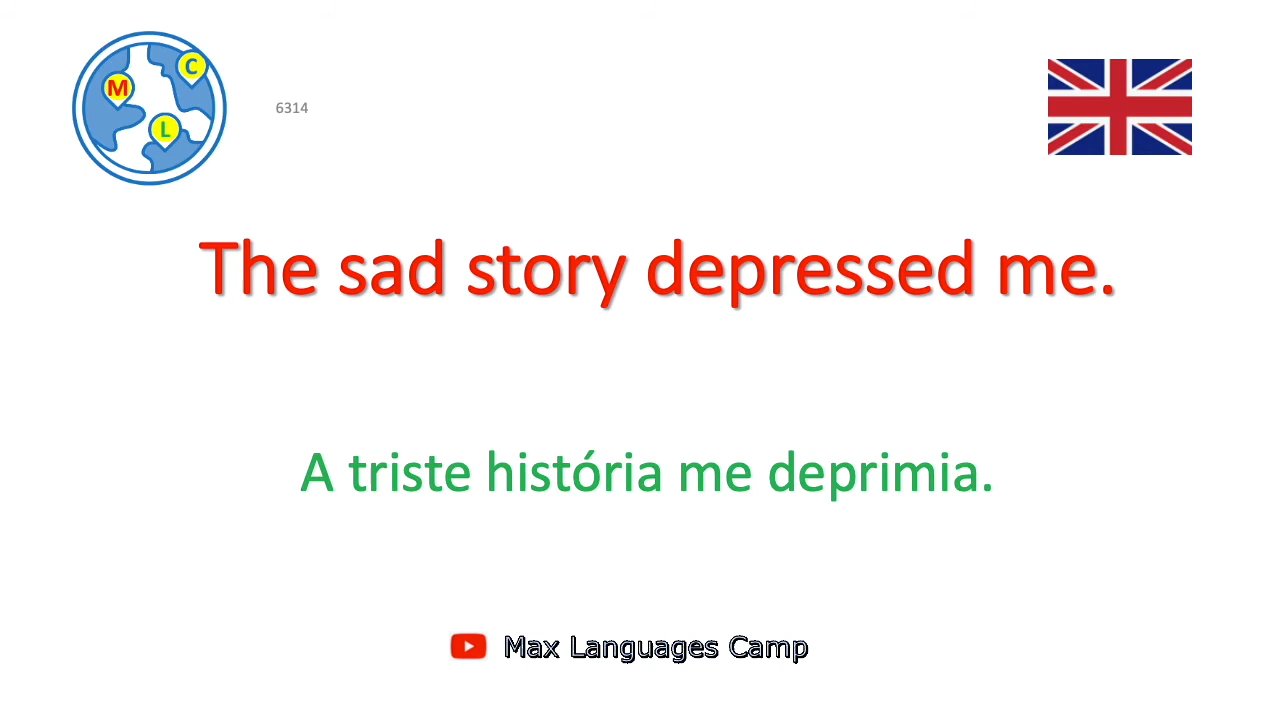 M
C
L
6314
The sad story depressed me.
A triste história me deprimia.
Max Languages Camp